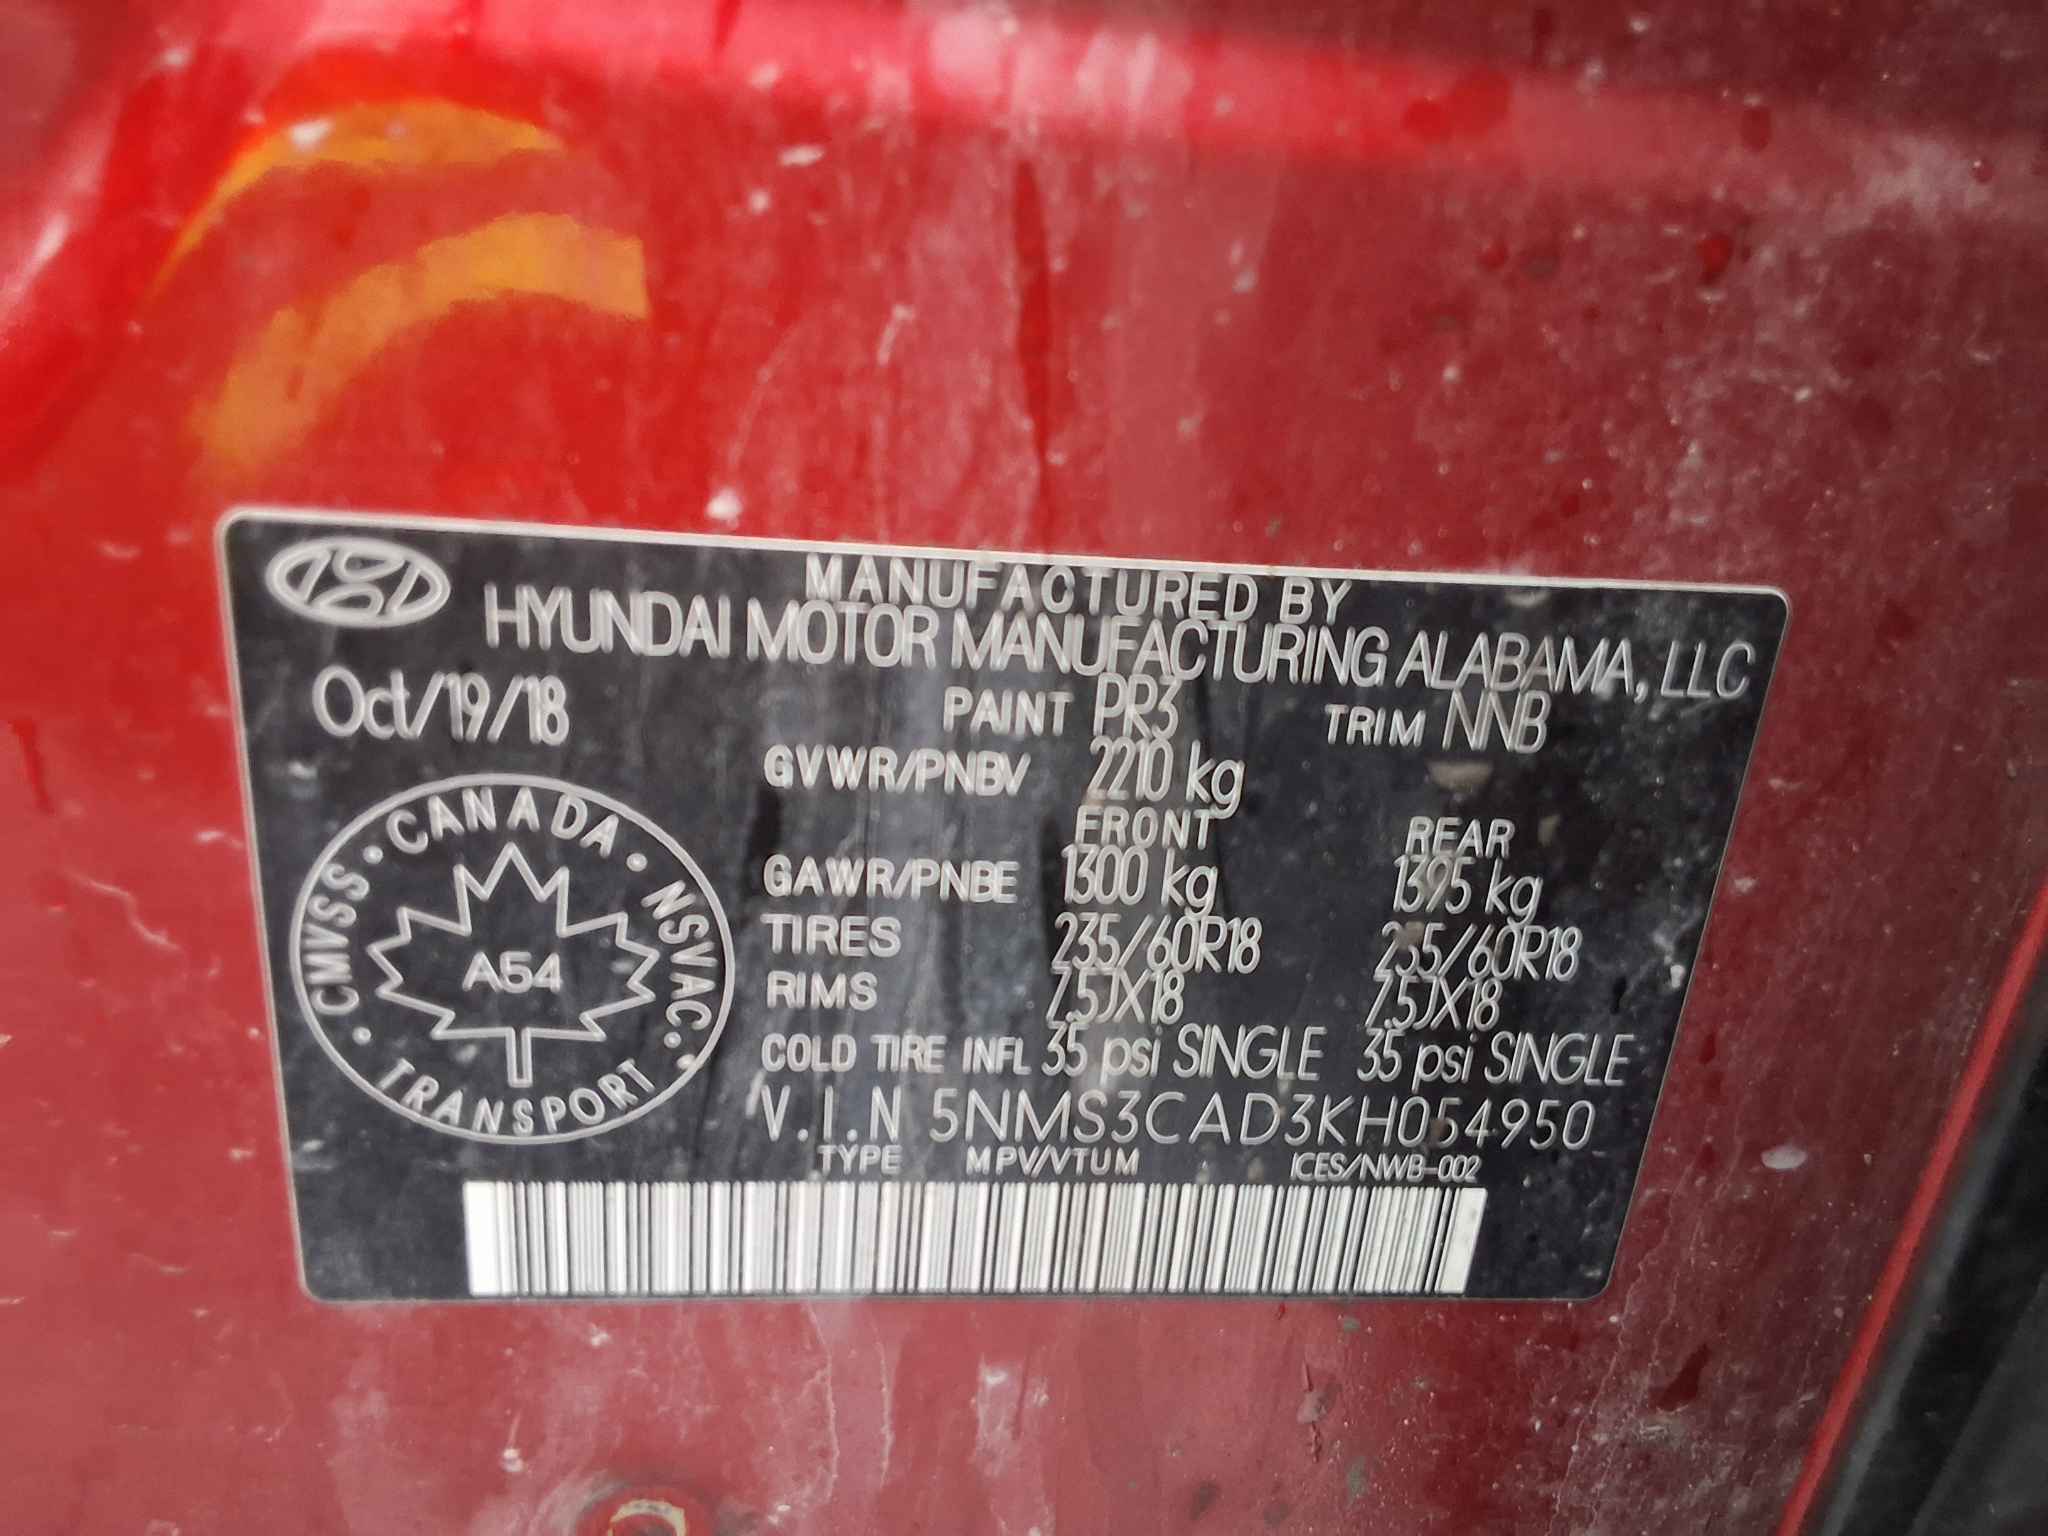 MANUFACTURED BY
HYUNDAI MOTOR MANUFACTURING ALABAMA, LLC
Oct/19/18 PAINT PR3 TRIM NNB
GVWR/PNBV 2210 kg
FRONT REAR
GAWR/PNBE 1300 kg 1395 kg
TIRES 235/60R18 235/60R18
RIMS 7.5JX18 7.5JX18
COLD TIRE INFL 35 psi SINGLE 35 psi SINGLE
V.I.N 5NMS3CAD3KH054950
TYPE MPV/VTUM ICES/NWB-002
CMVSS · CANADA · NSVAC ·
A54
· TRANSPORT ·